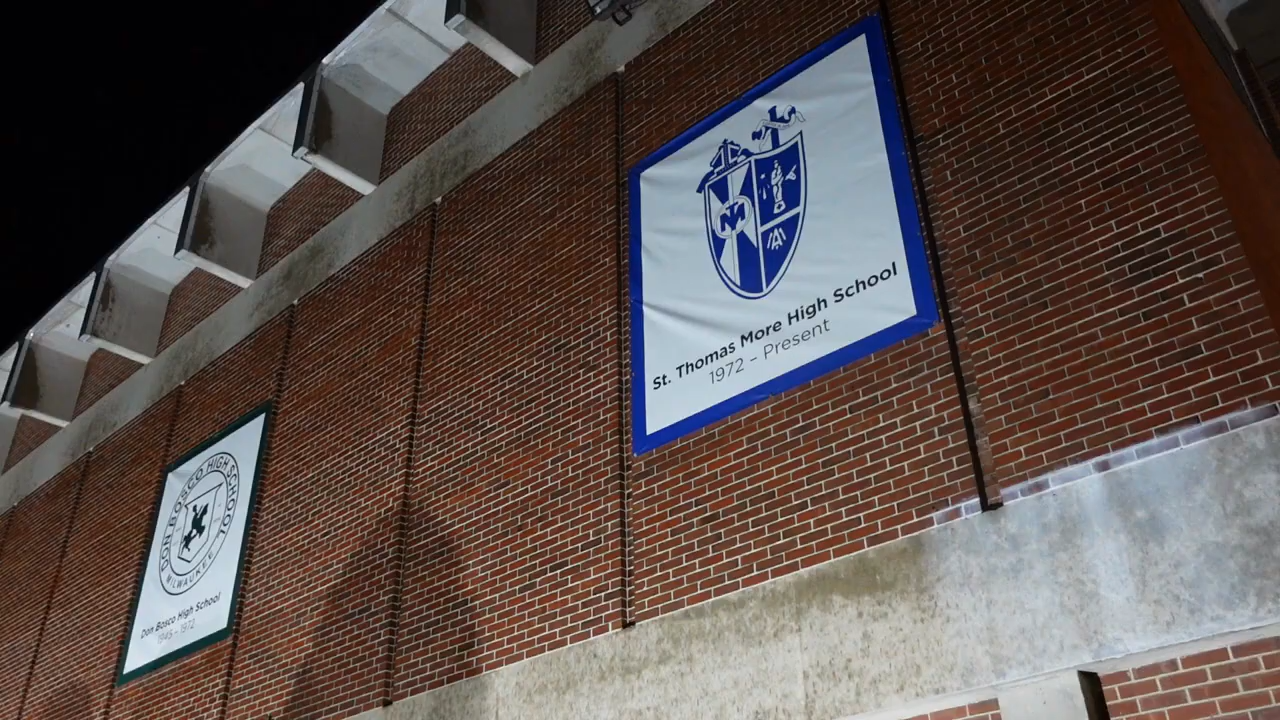 DON BOSCO HIGH SCHOOL
MILWAUKEE
Don Bosco High School
1945 - 1972
St. Thomas More High School
1972 - Present